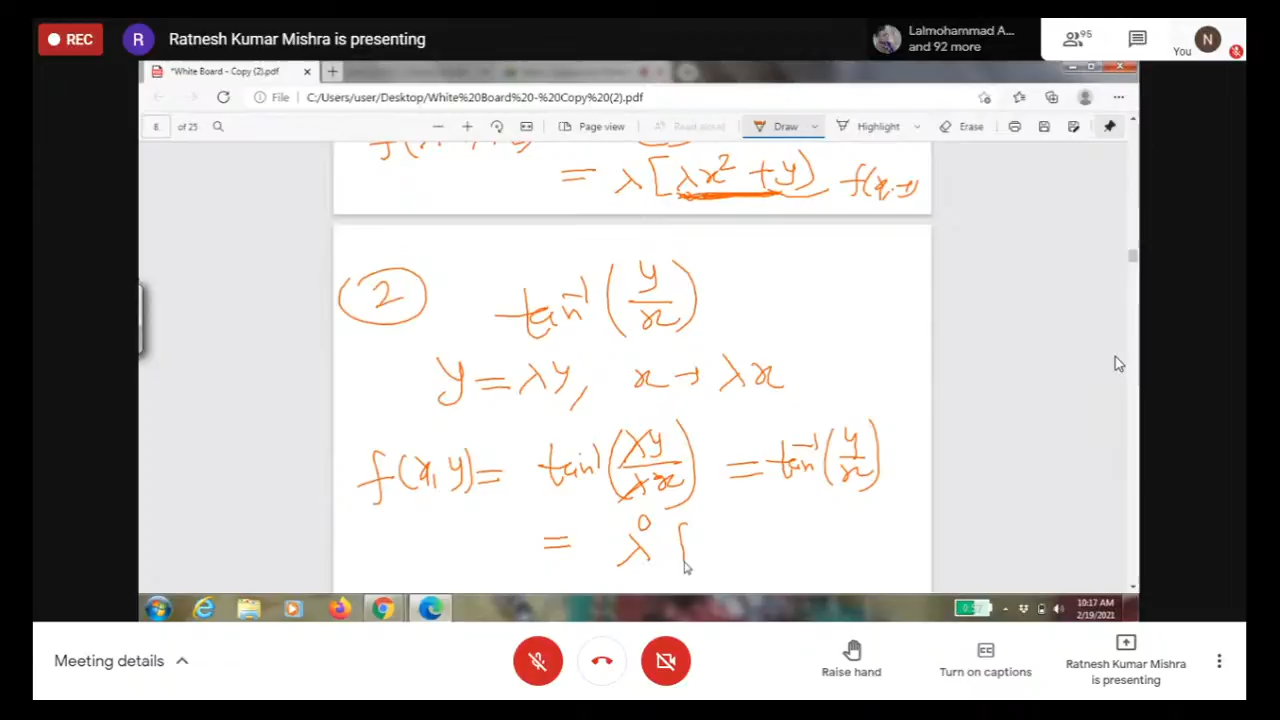 REC
R
Ratnesh Kumar Mishra is presenting
Lalmohammad A...
and 92 more
95
You
N
*White Board - Copy (2).pdf
File
C:/Users/user/Desktop/White%20Board%20-%20Copy%20(2).pdf
8 of 25
Page view
Read aloud
Draw
Highlight
Erase
= λ[λx² + y)
②
tan⁻¹(y/x)
y = λy, x → λx
f(x, y) = tan⁻¹(λy/λx) = tan⁻¹(y/x)
= λ⁰ [
10:17 AM
2/19/2021
Meeting details
Raise hand
Turn on captions
Ratnesh Kumar Mishra
is presenting